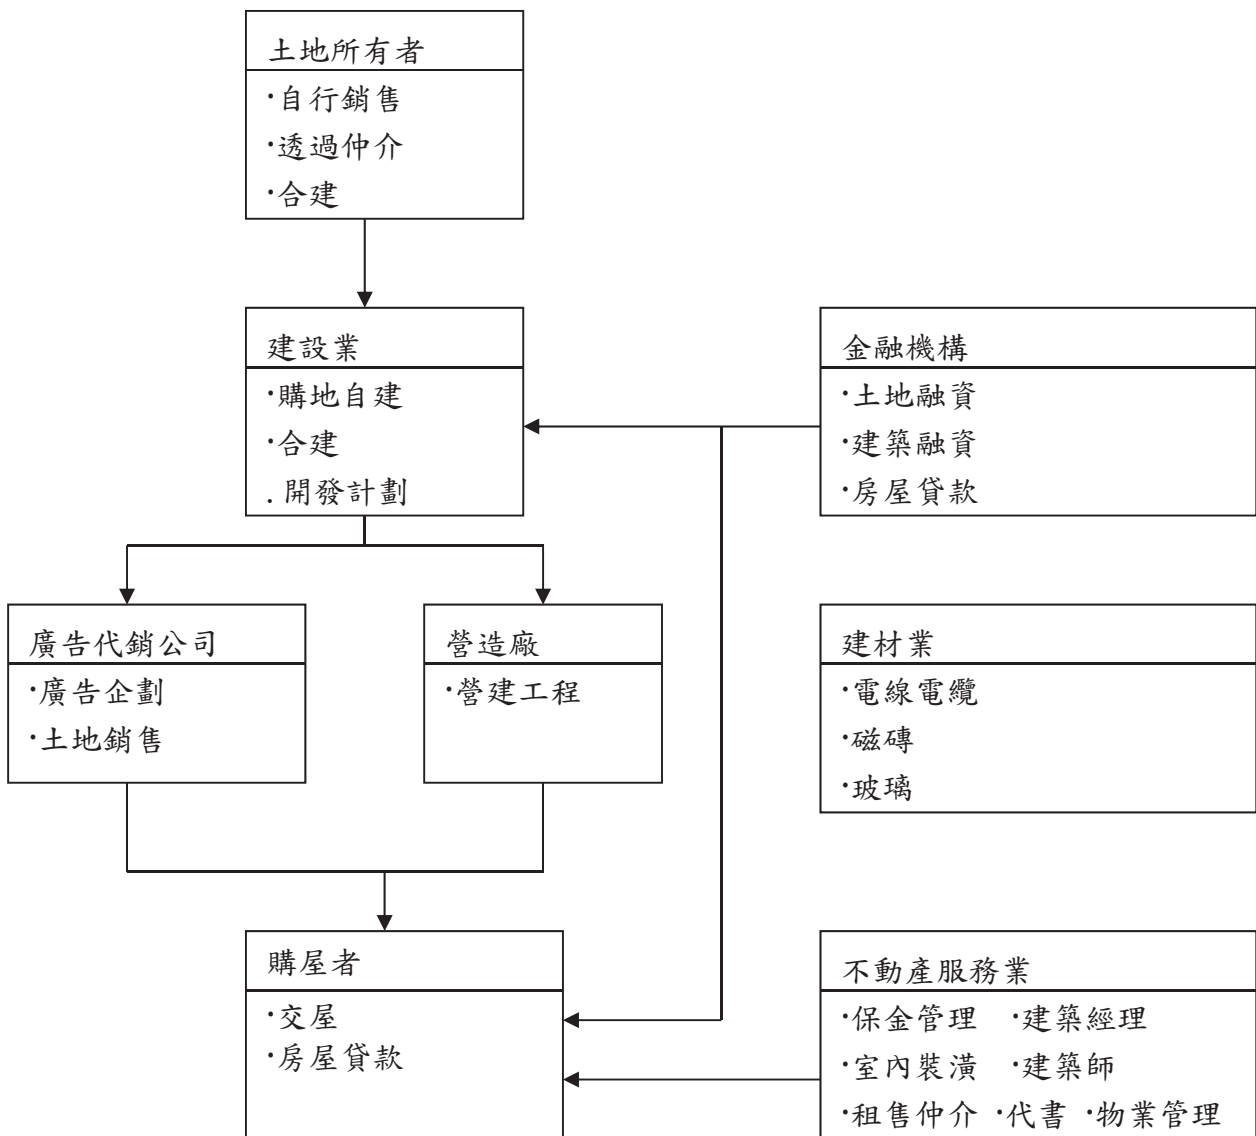 土地所有者
·自行銷售
·透過仲介
·合建
建設業
·購地自建
·合建
. 開發計劃
金融機構
·土地融資
·建築融資
·房屋貸款
廣告代銷公司
·廣告企劃
·土地銷售
營造廠
·營建工程
建材業
·電線電纜
·磁磚
·玻璃
購屋者
·交屋
·房屋貸款
不動產服務業
·保金管理 ·建築經理
·室內裝潢 ·建築師
·租售仲介 ·代書 ·物業管理